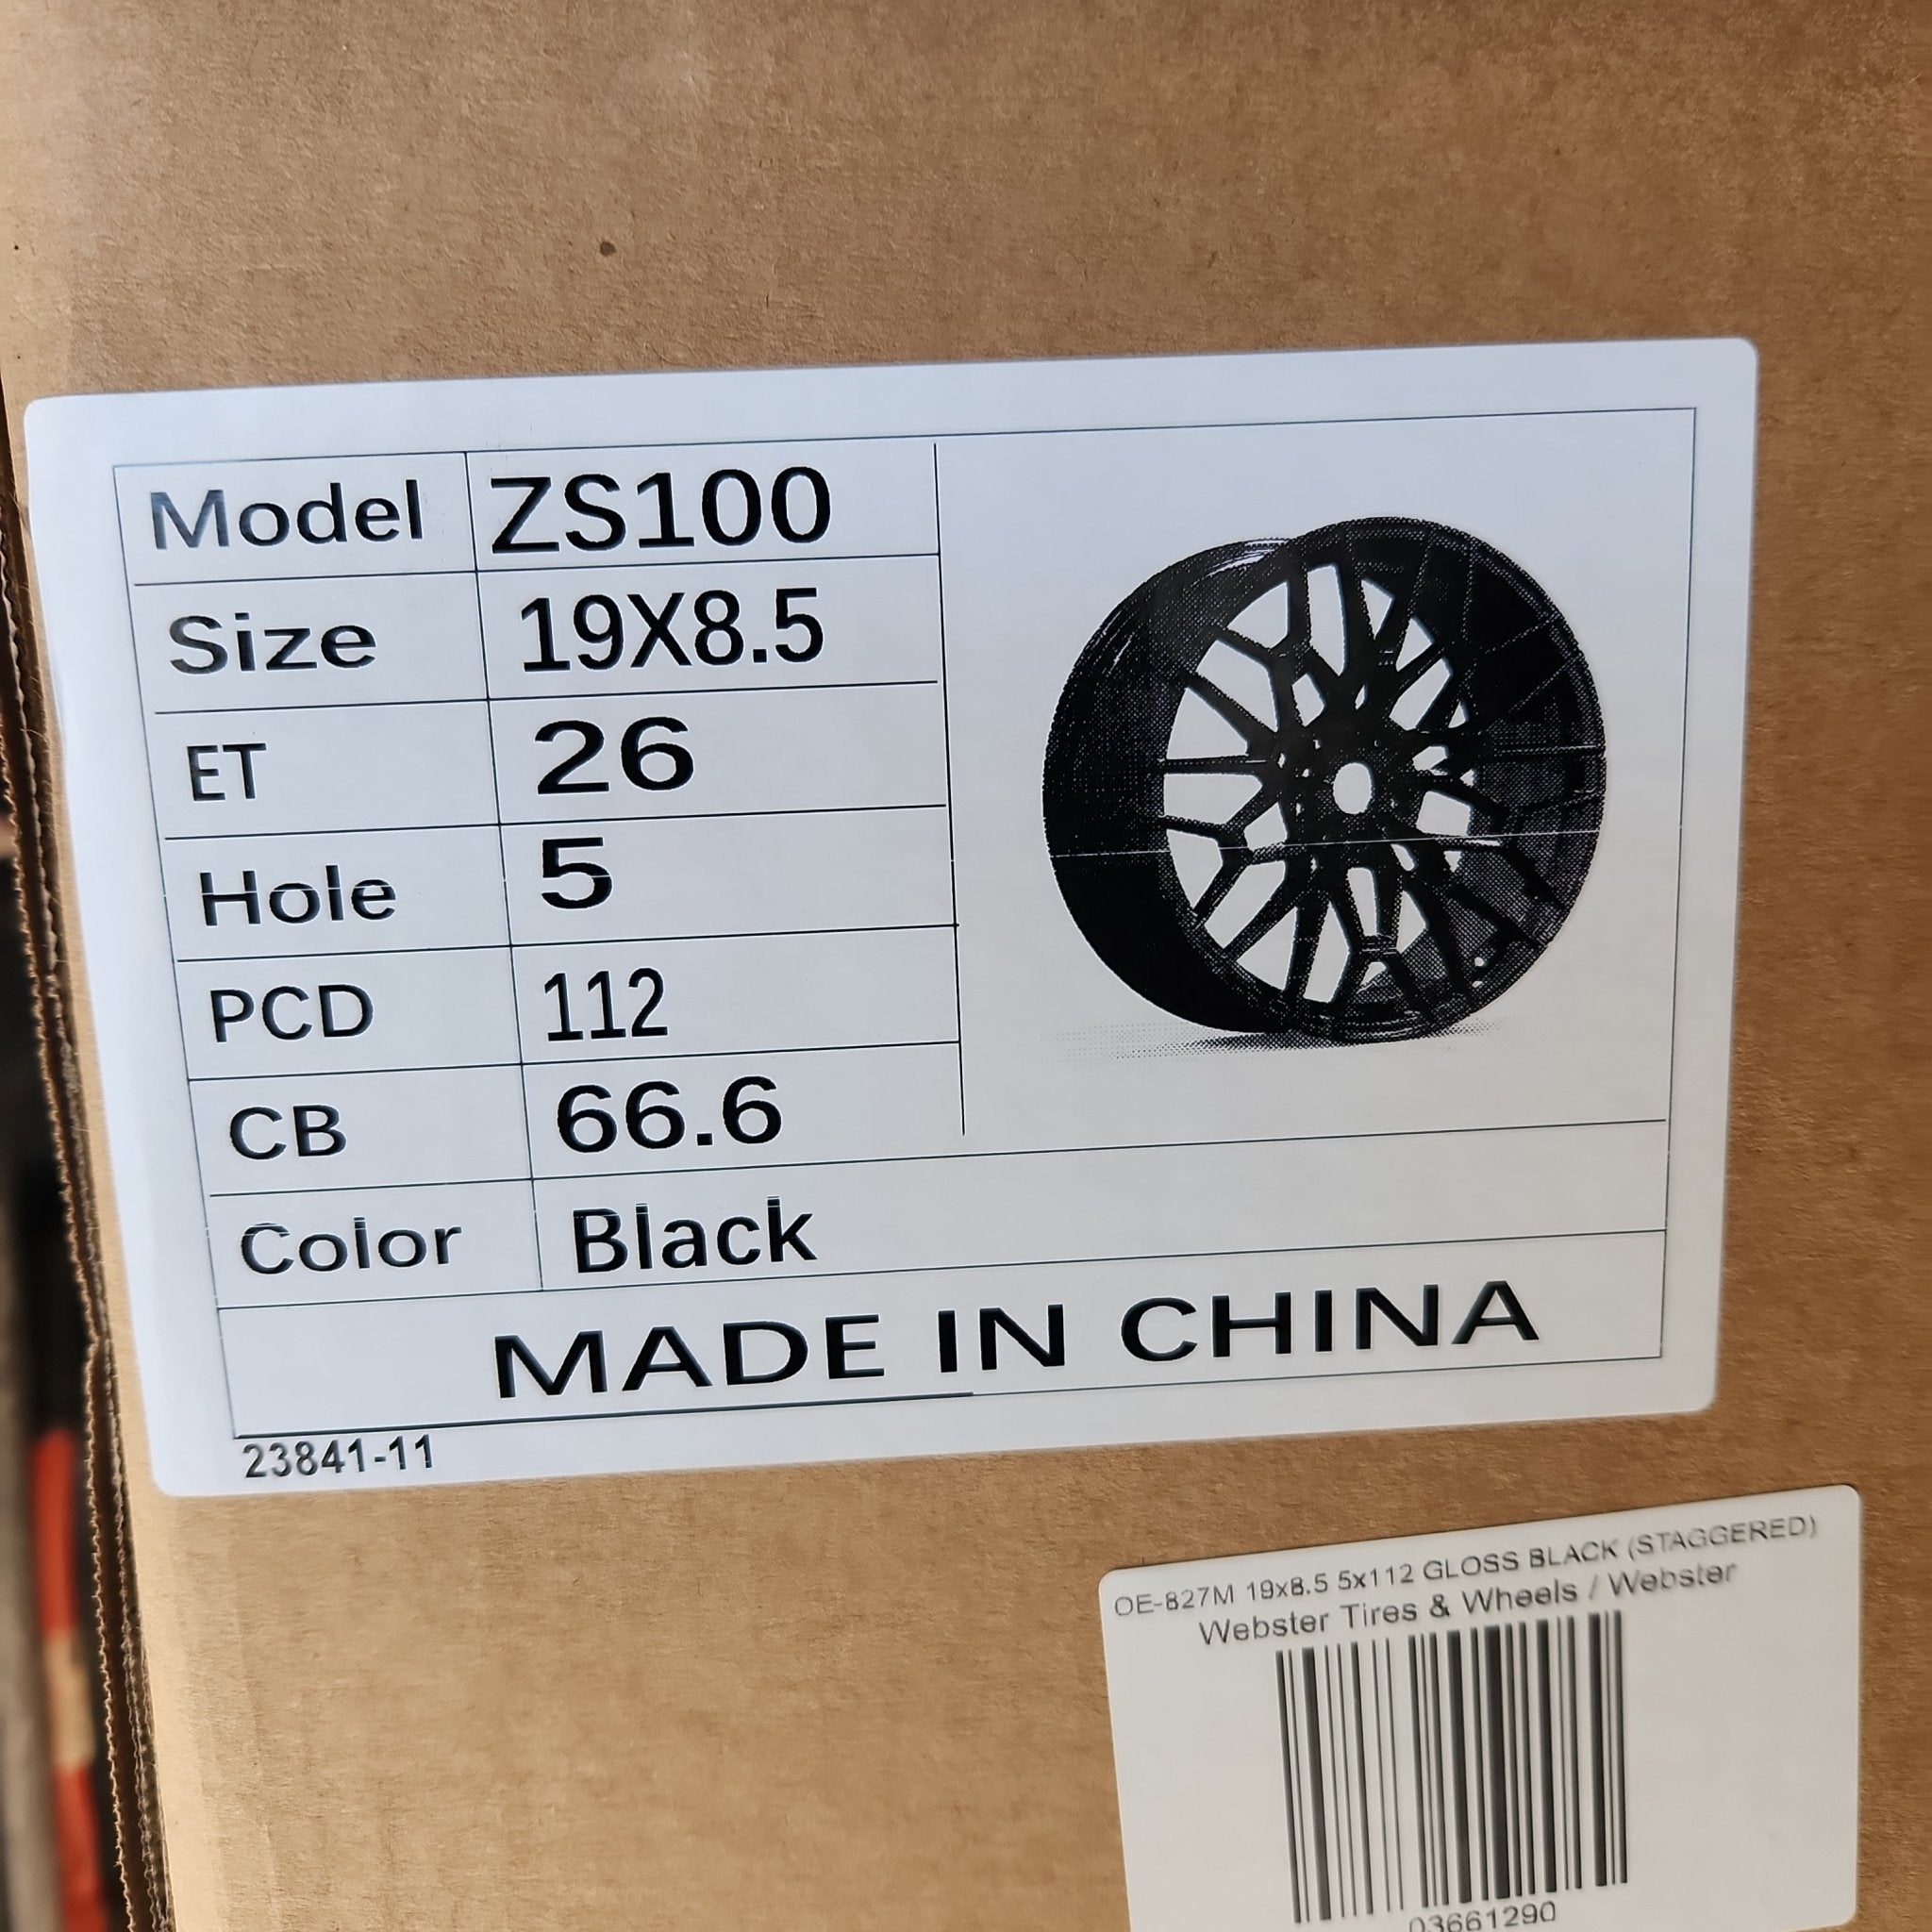 Model ZS100
Size 19X8.5
ET 26
Hole 5
PCD 112
CB 66.6
Color Black
MADE IN CHINA
23841-11
OE-827M 19x8.5 5x112 GLOSS BLACK (STAGGERED)
Webster Tires & Wheels / Webster
03661290